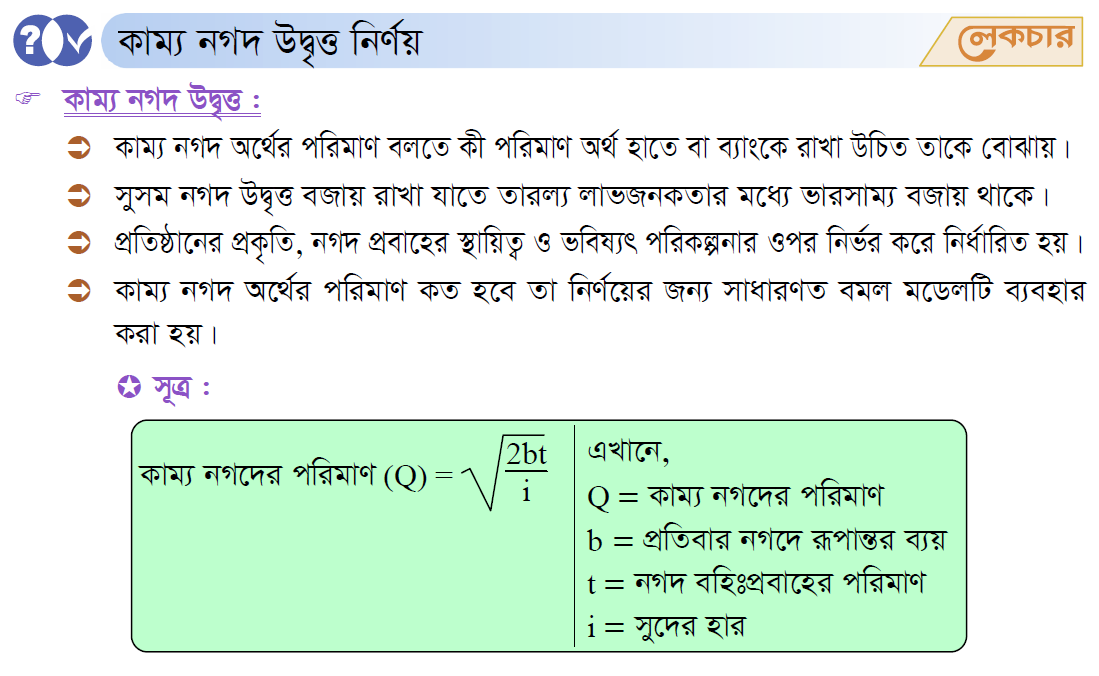 কাম্য নগদ উদ্বৃত্ত নির্ণয়
লেকচার
কাম্য নগদ উদ্বৃত্ত :
কাম্য নগদ অর্থের পরিমাণ বলতে কী পরিমাণ অর্থ হাতে বা ব্যাংকে রাখা উচিত তাকে বোঝায়।
সুসম নগদ উদ্বৃত্ত বজায় রাখা যাতে তারল্য লাভজনকতার মধ্যে ভারসাম্য বজায় থাকে।
প্রতিষ্ঠানের প্রকৃতি, নগদ প্রবাহের স্থায়িত্ব ও ভবিষ্যৎ পরিকল্পনার ওপর নির্ভর করে নির্ধারিত হয়।
কাম্য নগদ অর্থের পরিমাণ কত হবে তা নির্ণয়ের জন্য সাধারণত বমল মডেলটি ব্যবহার
করা হয়।
সূত্র :
কাম্য নগদের পরিমাণ (Q) = √(2bt/i)
এখানে,
Q = কাম্য নগদের পরিমাণ
b = প্রতিবার নগদে রূপান্তর ব্যয়
t = নগদ বহিঃপ্রবাহের পরিমাণ
i = সুদের হার